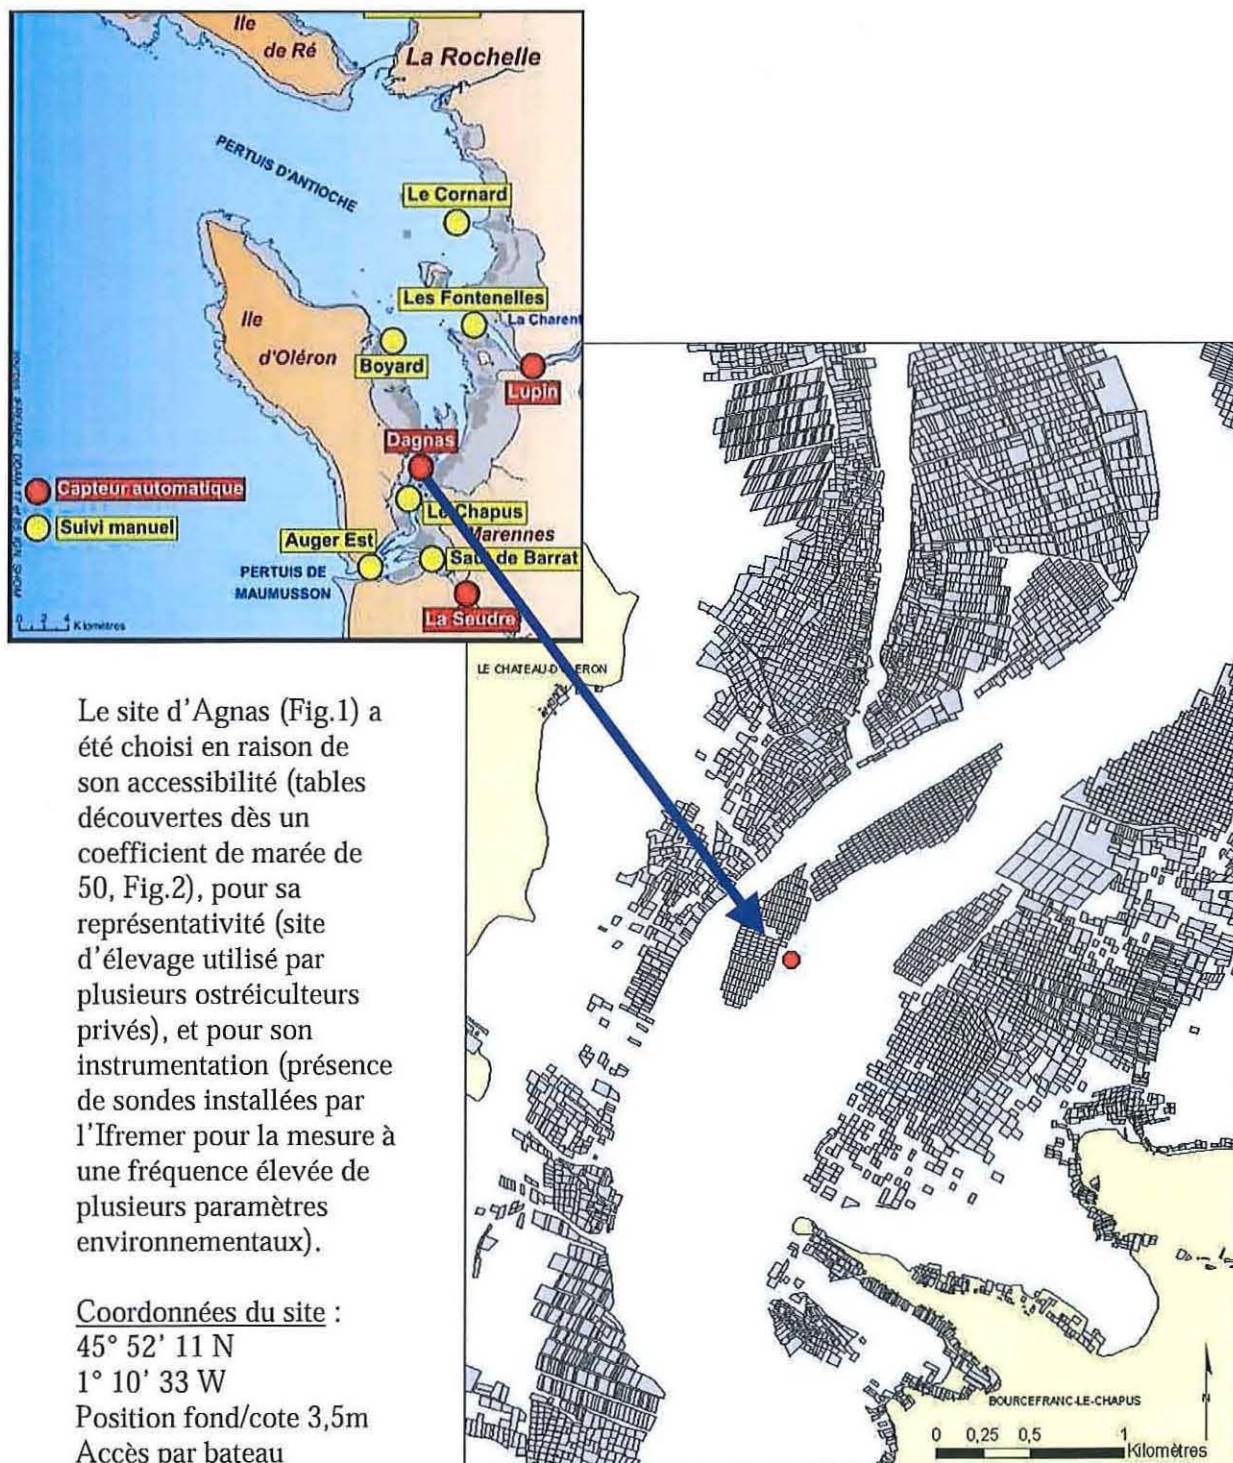 Ile
de Ré
La Rochelle
PERTUIS D'ANTIOCHE
Le Cornard
Les Fontenelles
La Charent
Ile
d'Oléron
Boyard
Lupin
Dagnas
Capteur automatique
Le Chapus
Suivi manuel
Marennes
Auger Est
de Barrat
PERTUIS DE
MAUMUSSON
La Seudre
0 2 4 Kilomètres
LE CHATEAU-D'OLERON
Le site d'Agnas (Fig.1) a
été choisi en raison de
son accessibilité (tables
découvertes dès un
coefficient de marée de
50, Fig.2), pour sa
représentativité (site
d'élevage utilisé par
plusieurs ostréiculteurs
privés), et pour son
instrumentation (présence
de sondes installées par
l'Ifremer pour la mesure à
une fréquence élevée de
plusieurs paramètres
environnementaux).
Coordonnées du site :
45° 52' 11 N
1° 10' 33 W
Position fond/cote 3,5m
Accès par bateau
BOURCEFRANC-LE-CHAPUS
N
0 0,25 0,5 1
Kilomètres